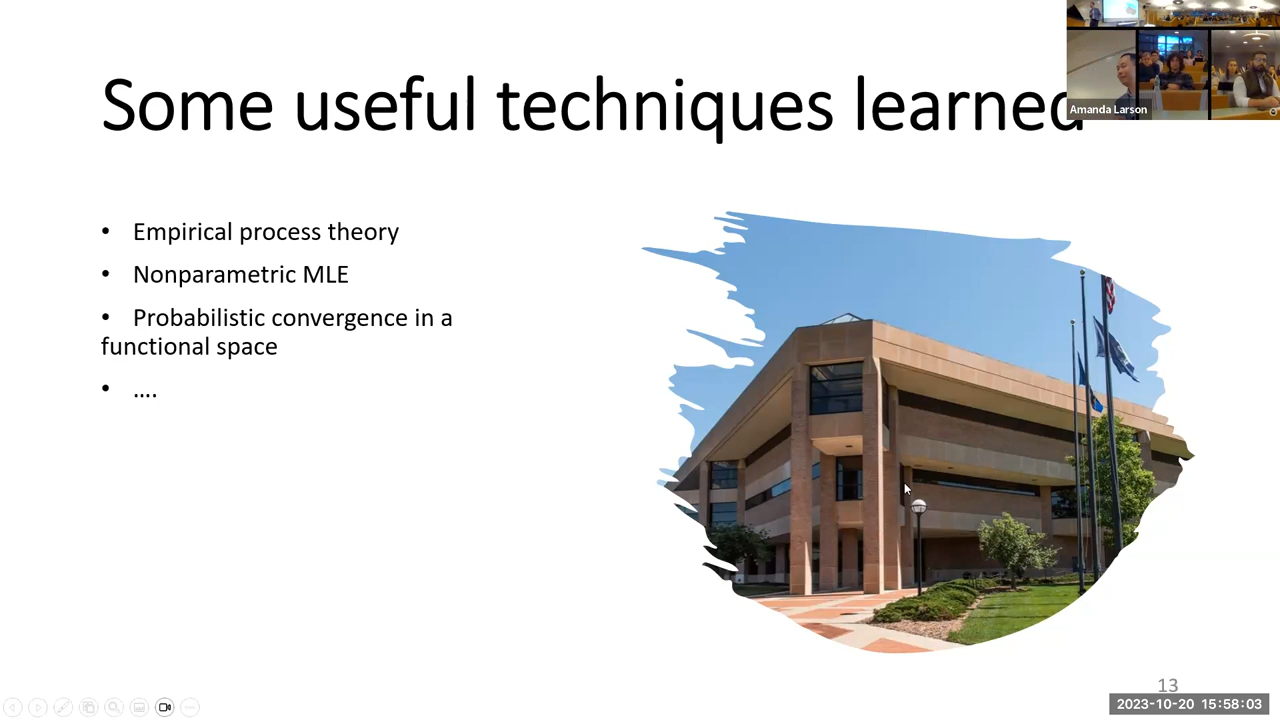 Some useful techniques learned
Amanda Larson
• Empirical process theory
• Nonparametric MLE
• Probabilistic convergence in a
functional space
• ....
13
2023-10-20 15:58:03